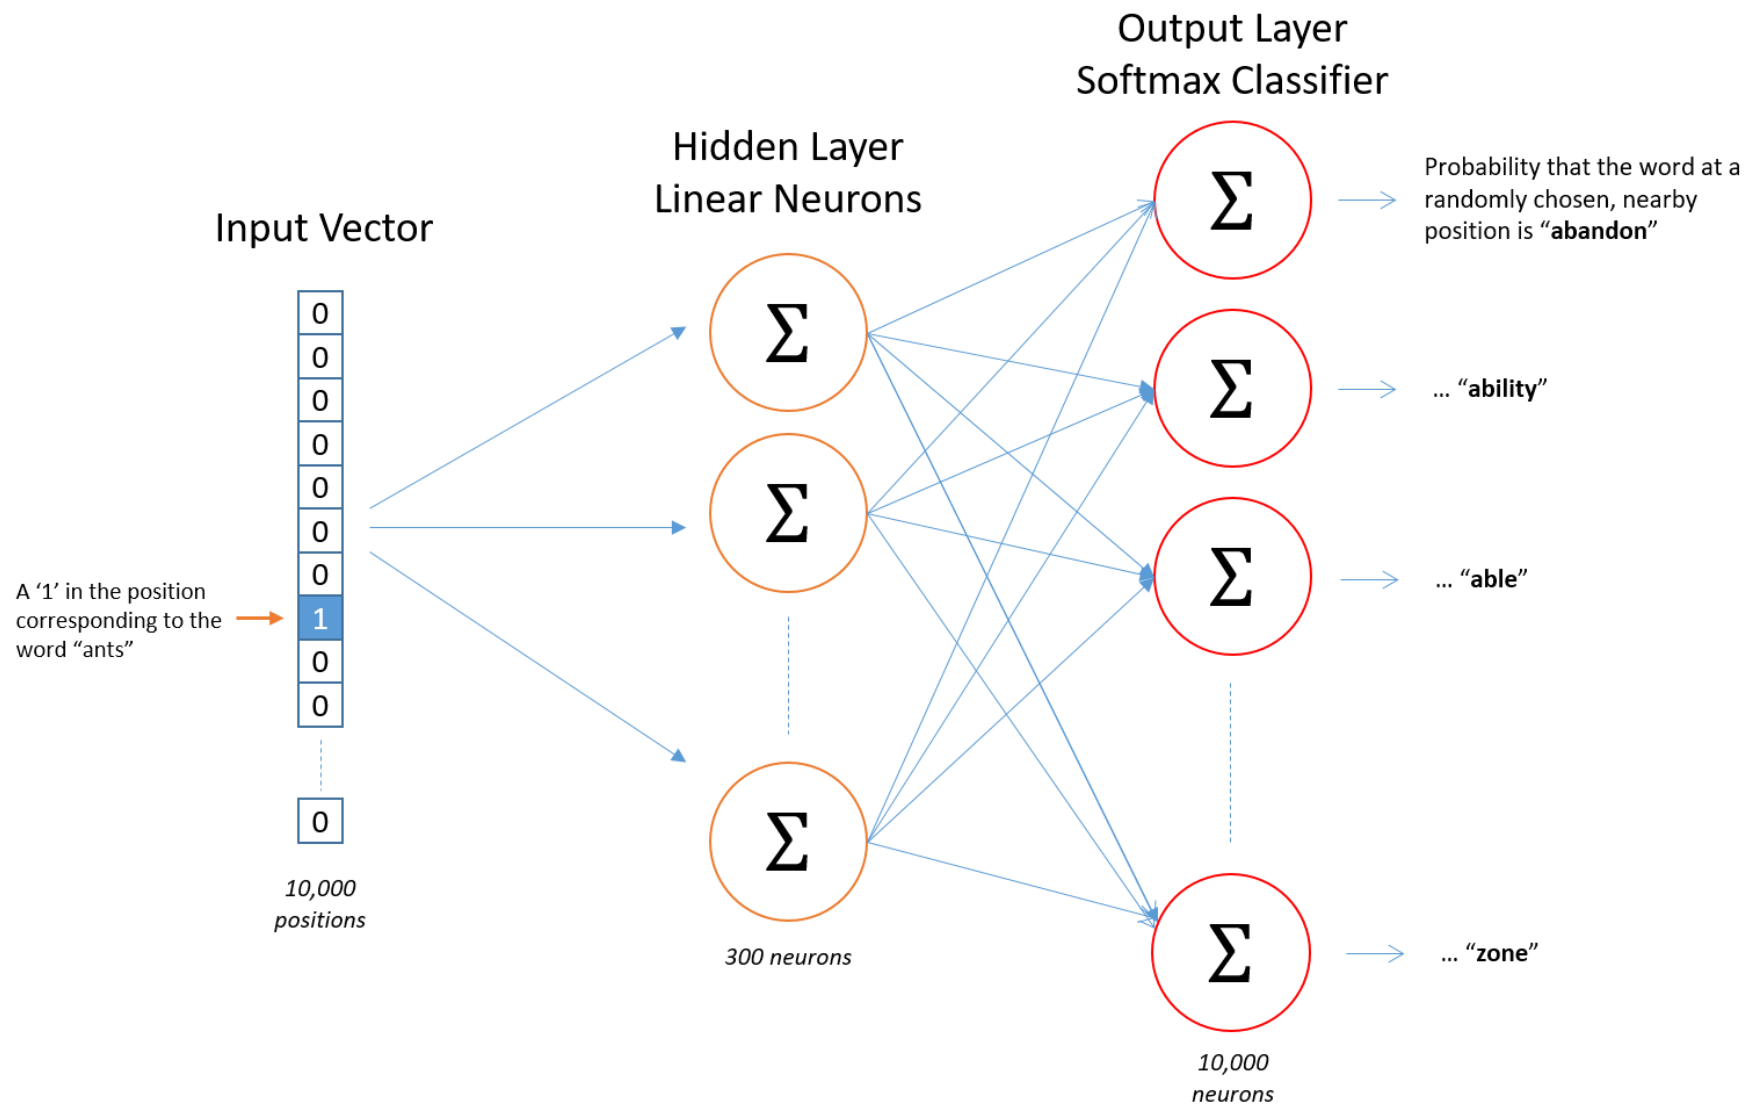 Output Layer
Softmax Classifier
Hidden Layer
Linear Neurons
Input Vector
0
0
0
0
0
0
0
1
0
0
0
A ‘1’ in the position
corresponding to the
word “ants”
10,000
positions
Σ
Σ
Σ
300 neurons
Σ
Σ
Σ
Σ
10,000
neurons
Probability that the word at a
randomly chosen, nearby
position is “abandon”
... “ability”
... “able”
... “zone”